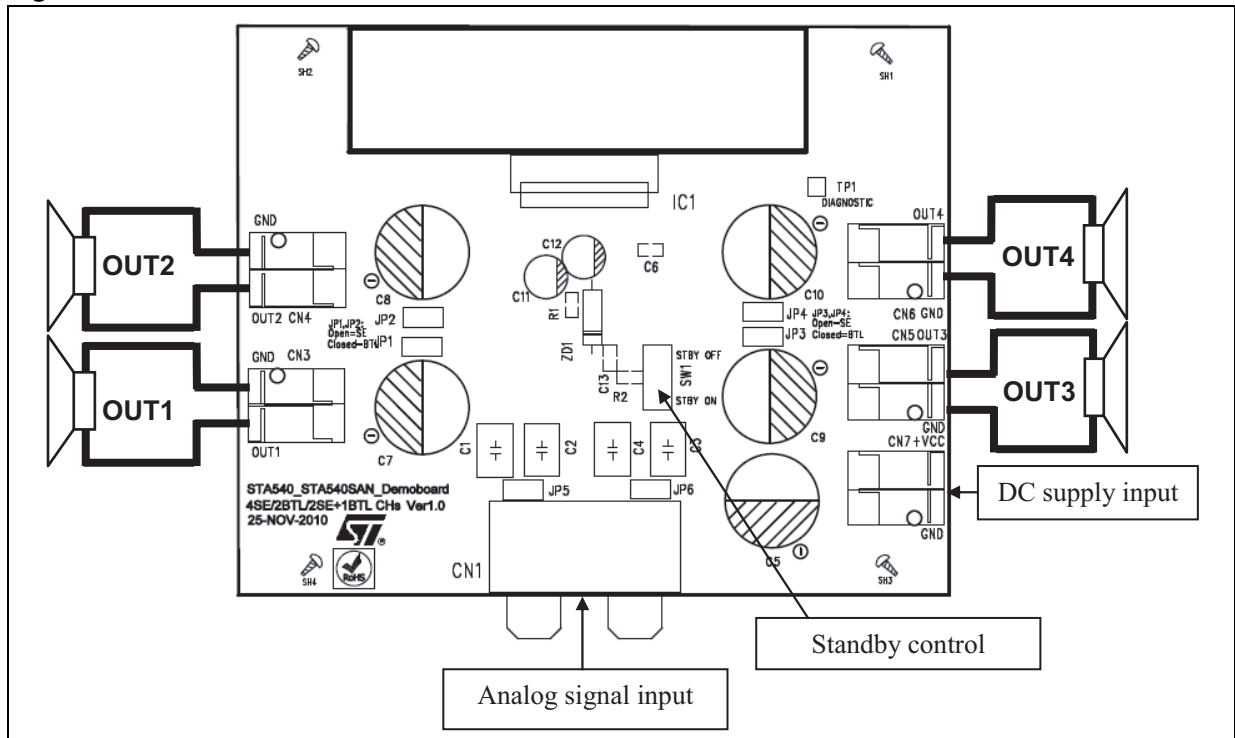 SH2
SH1
IC1
TP1
DIAGNOSTIC
GND
OUT2
OUT2 CN4
C8
C12
C11
C6
R1
C10
OUT4
OUT4
CN6 GND
JP1,JP2:
Open=SE
Closed=BTL
JP2
JP1
ZD1
C13
R2
STBY OFF
SW1
STBY ON
JP4
JP3
JP3,JP4:
Open=SE
Closed=BTL
CN5 OUT3
GND CN3
OUT1
OUT1
C7
C9
OUT3
GND
CN7 +VCC
GND
DC supply input
C1
C2
C4
C3
JP5
JP6
STA540_STA540SAN_Demoboard
4SE/2BTL/2SE+1BTL CHs Ver1.0
25-NOV-2010
ST
®
SH4
RoHS
CN1
C5
SH3
Standby control
Analog signal input